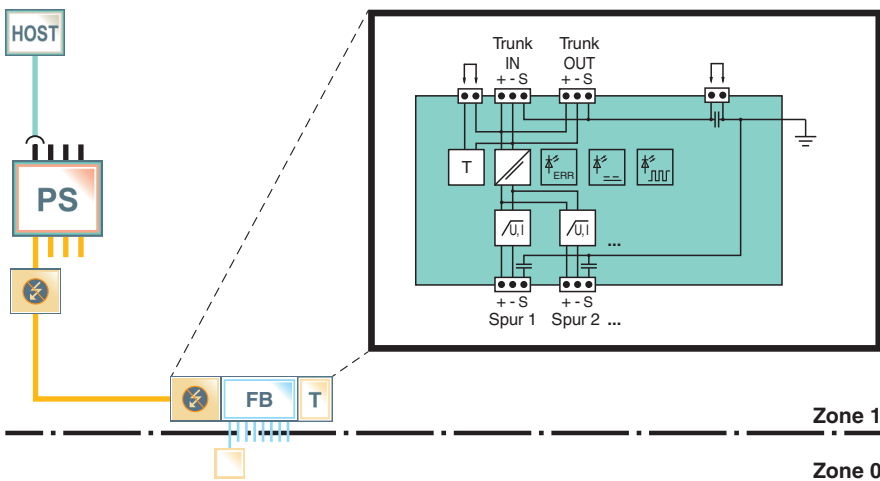 HOST
PS
Trunk Trunk
IN OUT
+ - S + - S
T
ERR
U, I U, I
...
+ - S + - S
Spur 1 Spur 2 ...
FB T
Zone 1
Zone 0